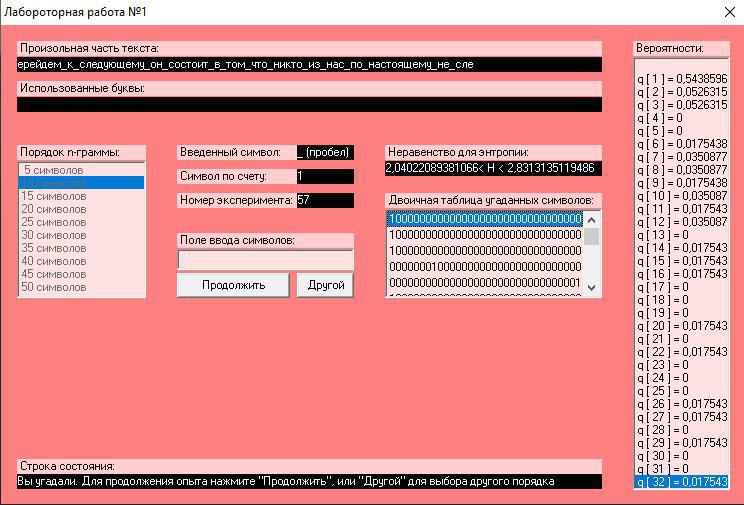 Лабороторная работа №1
Произольная часть текста:
ерейдем_к_следующему_он_состоит_в_том_что_никто_из_нас_по_настоящему_не_сле
Использованные буквы:
Порядок n-граммы:
5 символов
10 символов
15 символов
20 символов
25 символов
30 символов
35 символов
40 символов
45 символов
50 символов
Введенный символ: _ (пробел)
Символ по счету: 1
Номер эксперимента: 57
Поле ввода символов:
Продолжить
Другой
Неравенство для энтропии:
2,04022089381066< H < 2,8313135119486
Двоичная таблица угаданных символов:
10000000000000000000000000000000
10000000000000000000000000000000
10000000000000000000000000000000
00000001000000000000000000000000
00000000000000000000000000000001
Вероятности:
q [ 1 ] = 0,5438596
q [ 2 ] = 0,0526315
q [ 3 ] = 0,0526315
q [ 4 ] = 0
q [ 5 ] = 0
q [ 6 ] = 0,0175438
q [ 7 ] = 0,0350877
q [ 8 ] = 0,0350877
q [ 9 ] = 0,0175438
q [ 10 ] = 0,035087
q [ 11 ] = 0,017543
q [ 12 ] = 0,035087
q [ 13 ] = 0
q [ 14 ] = 0,017543
q [ 15 ] = 0,017543
q [ 16 ] = 0,017543
q [ 17 ] = 0
q [ 18 ] = 0
q [ 19 ] = 0
q [ 20 ] = 0,017543
q [ 21 ] = 0
q [ 22 ] = 0,017543
q [ 23 ] = 0
q [ 24 ] = 0
q [ 25 ] = 0
q [ 26 ] = 0,017543
q [ 27 ] = 0,017543
q [ 28 ] = 0
q [ 29 ] = 0,017543
q [ 30 ] = 0
q [ 31 ] = 0
q [ 32 ] = 0,017543
Строка состояния:
Вы угадали. Для продолжения опыта нажмите "Продолжить", или "Другой" для выбора другого порядка